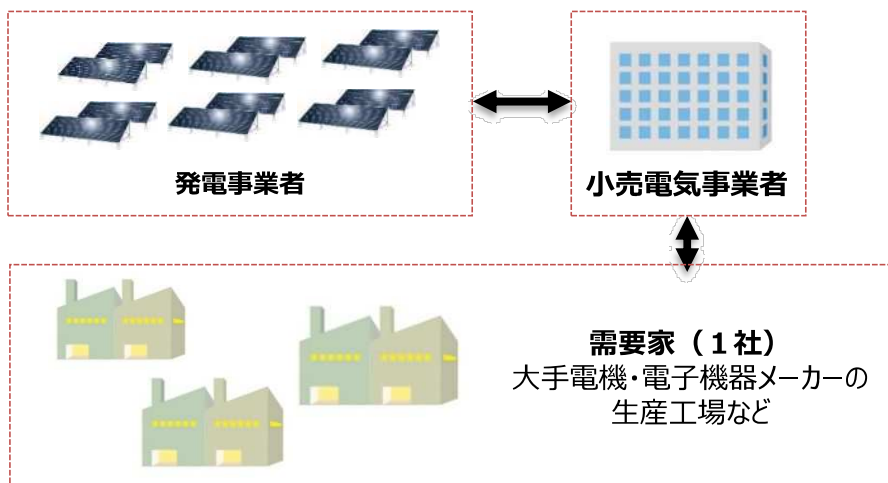 発電事業者
小売電気事業者
需要家（１社）
大手電機・電子機器メーカーの
生産工場など